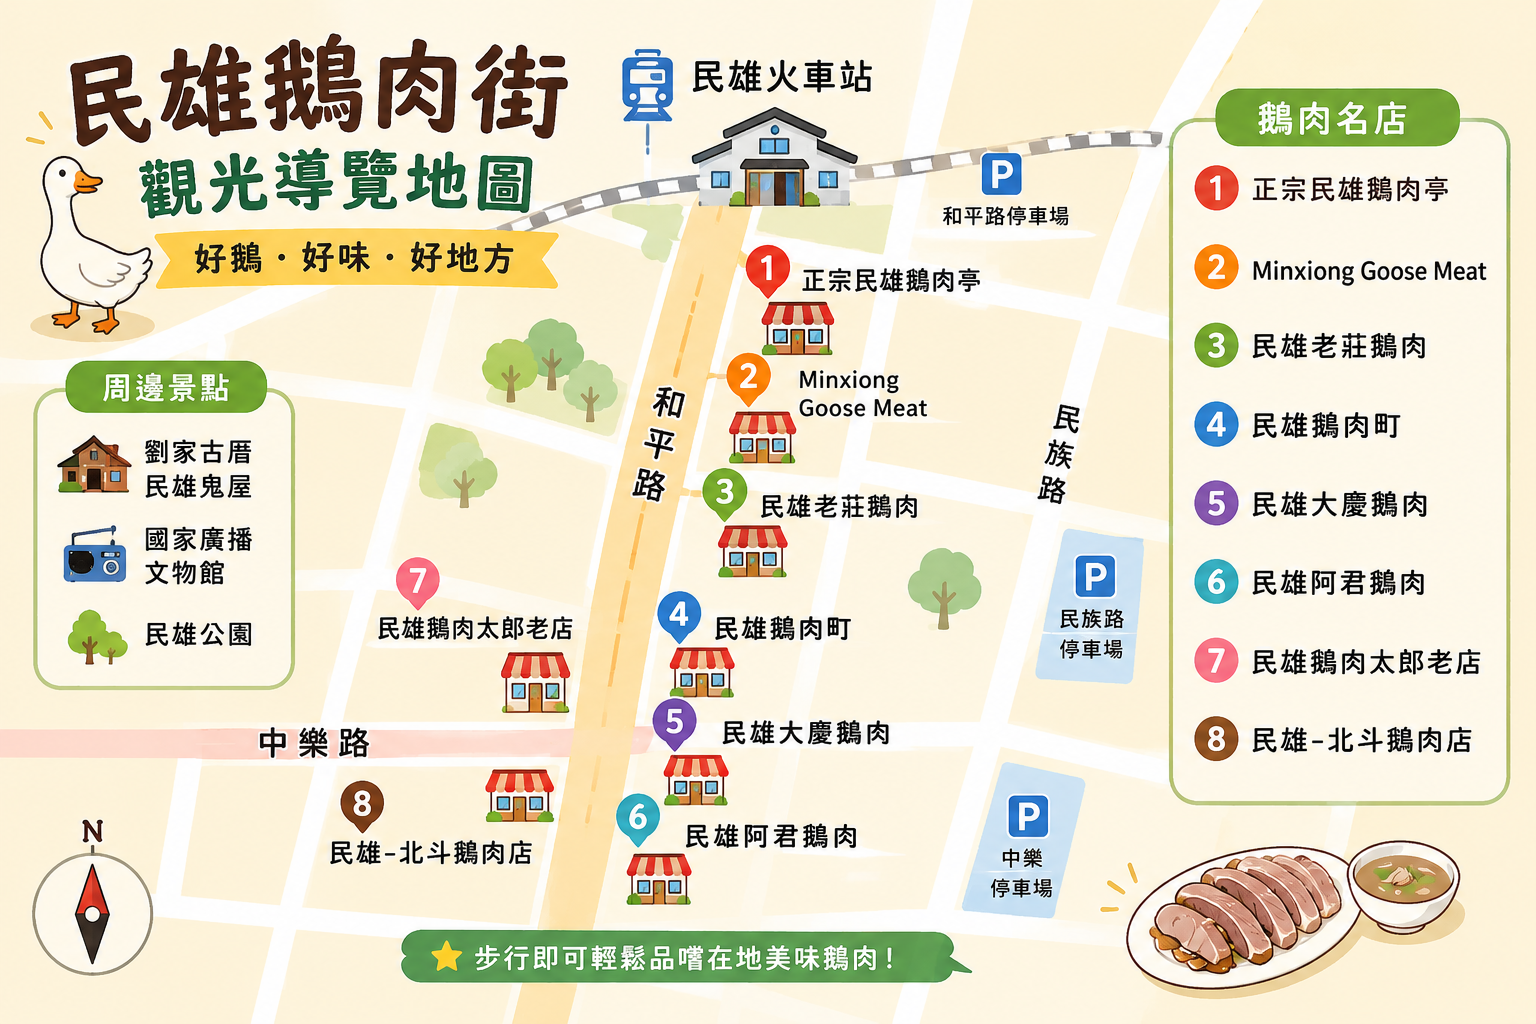 民雄鵝肉街
觀光導覽地圖
好鵝・好味・好地方
民雄火車站
P
和平路停車場
鵝肉名店
1 正宗民雄鵝肉亭
2 Minxiong Goose Meat
3 民雄老莊鵝肉
4 民雄鵝肉町
5 民雄大慶鵝肉
6 民雄阿君鵝肉
7 民雄鵝肉太郎老店
8 民雄-北斗鵝肉店
周邊景點
劉家古厝
民雄鬼屋
國家廣播
文物館
民雄公園
1
正宗民雄鵝肉亭
2
Minxiong
Goose Meat
和平路
民族路
3
民雄老莊鵝肉
7
民雄鵝肉太郎老店
4
民雄鵝肉町
P
民族路
停車場
5
民雄大慶鵝肉
中樂路
8
民雄-北斗鵝肉店
6
民雄阿君鵝肉
P
中樂
停車場
N
步行即可輕鬆品嚐在地美味鵝肉！